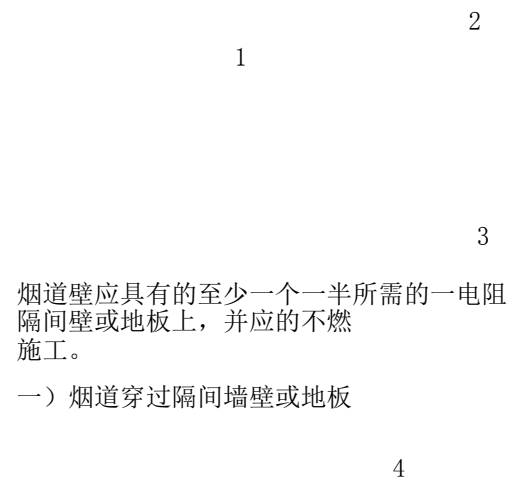 2
1
3
烟道壁应具有的至少一个一半所需的一电阻
隔间壁或地板上，并应的不燃
施工。
一）烟道穿过隔间墙壁或地板
4